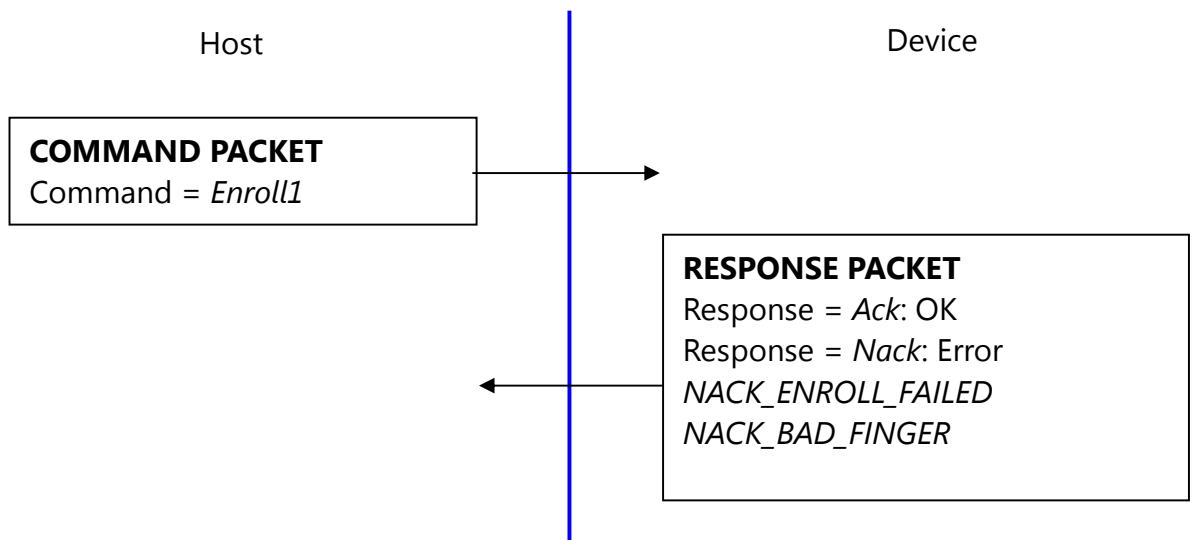 Host
Device
COMMAND PACKET
Command = Enroll1
RESPONSE PACKET
Response = Ack: OK
Response = Nack: Error
NACK_ENROLL_FAILED
NACK_BAD_FINGER